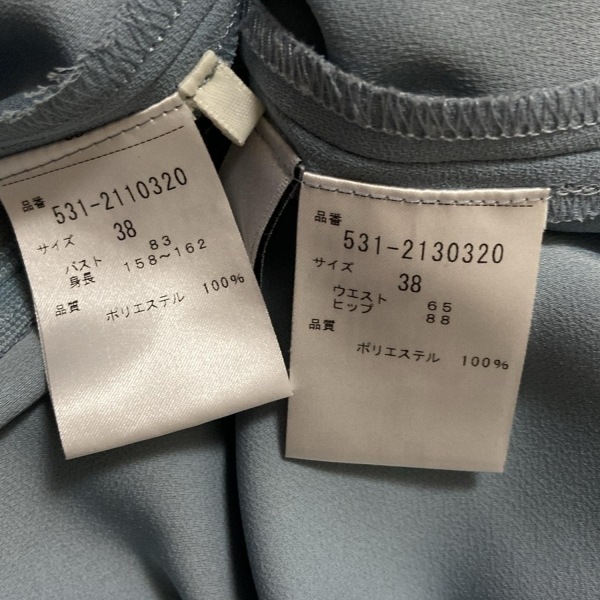 品番
531-2110320
サイズ 38
バスト 83
身長 158～162
品質
ポリエステル 100%
品番
531-2130320
サイズ
38
ウエスト 65
ヒップ 88
品質
ポリエステル 100%